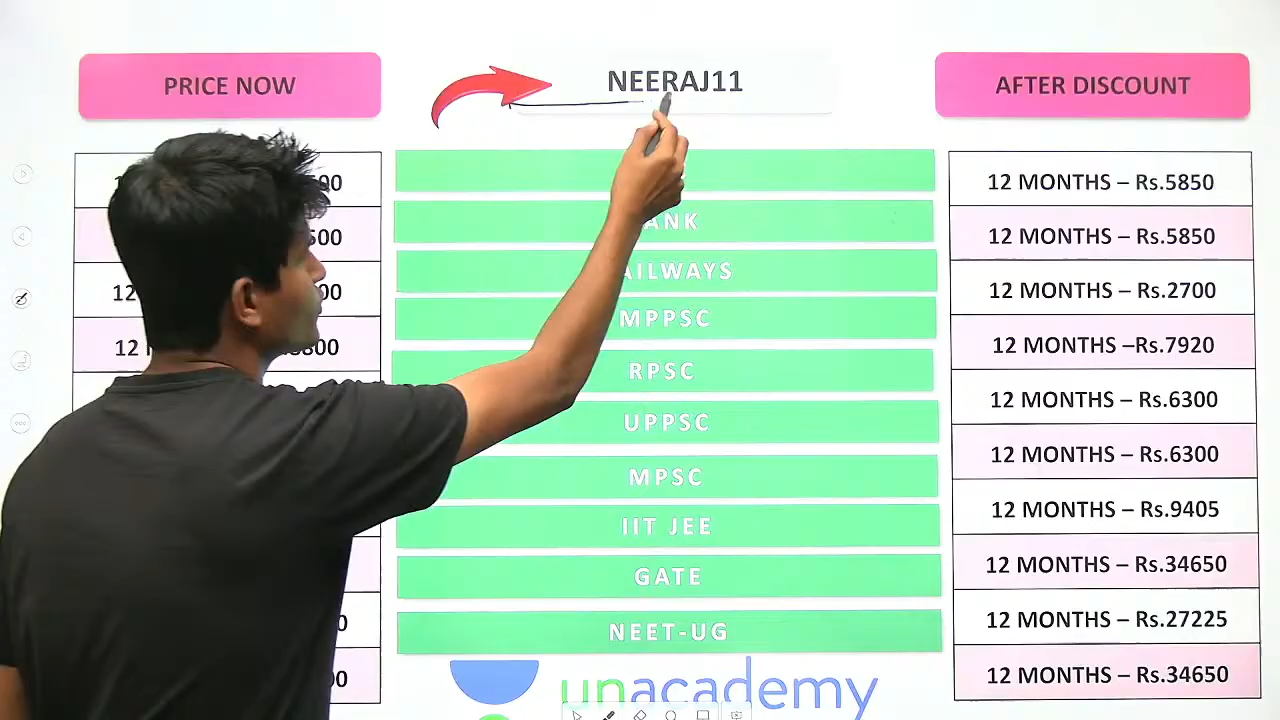 PRICE NOW
NEERAJ11
AFTER DISCOUNT
12 MONTHS – Rs.5850
12 MONTHS – Rs.5850
12 MONTHS – Rs.2700
MPPSC
12 MONTHS –Rs.7920
RPSC
12 MONTHS – Rs.6300
UPPSC
12 MONTHS – Rs.6300
MPSC
12 MONTHS – Rs.9405
IIT JEE
12 MONTHS – Rs.34650
GATE
12 MONTHS – Rs.27225
NEET-UG
12 MONTHS – Rs.34650
unacademy